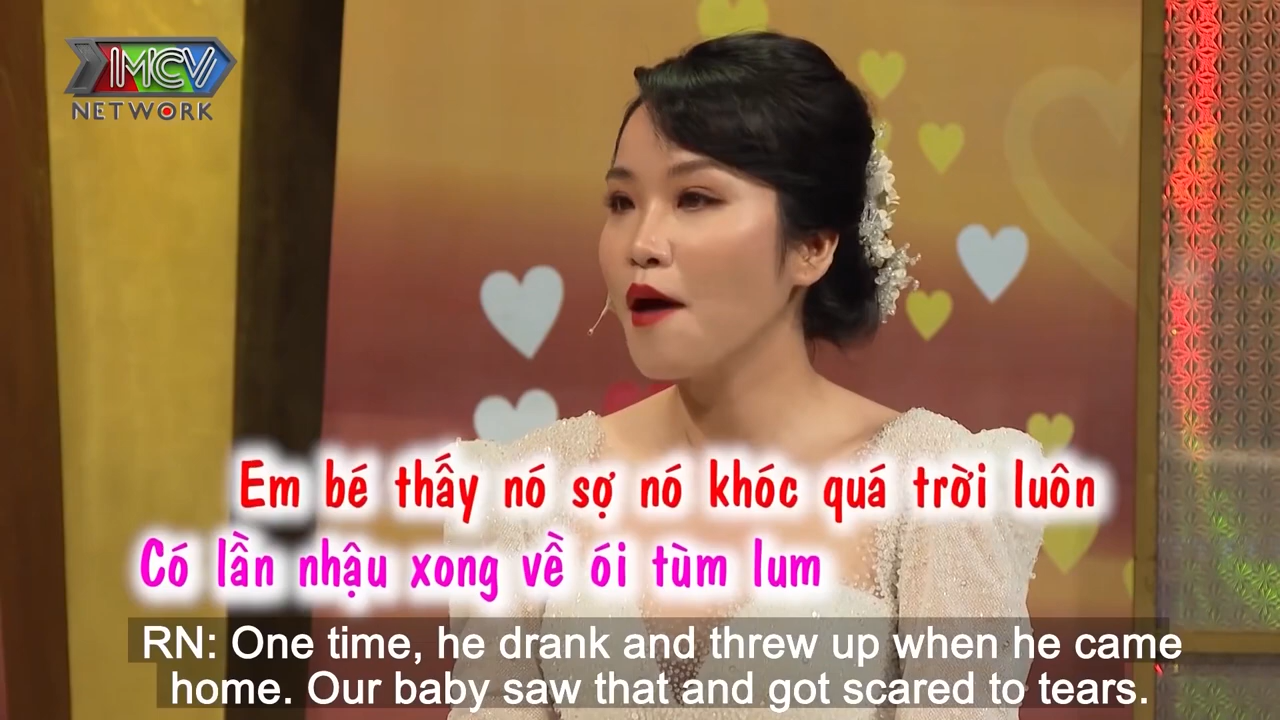 MCV
NETWORK
Em bé thấy nó sợ nó khóc quá trời luôn
Có lần nhậu xong về ói tùm lum
RN: One time, he drank and threw up when he came
home. Our baby saw that and got scared to tears.